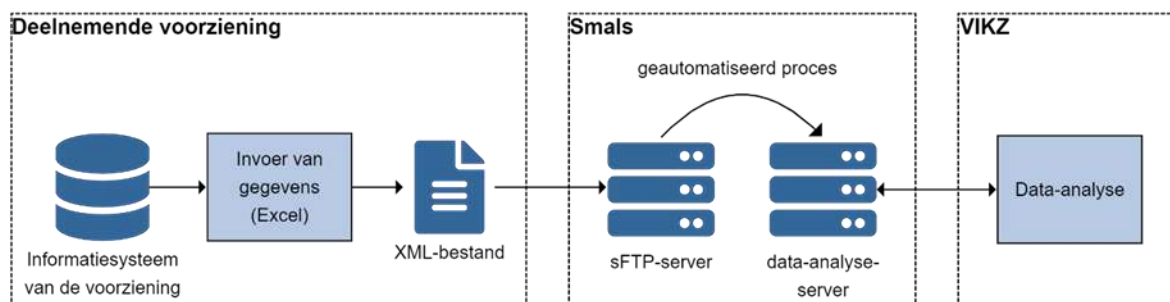 Deelnemende voorziening
Informatiesysteem
van de voorziening
Invoer van
gegevens
(Excel)
XML-bestand
Smals
geautomatiseerd proces
sFTP-server
data-analyse-
server
VIKZ
Data-analyse